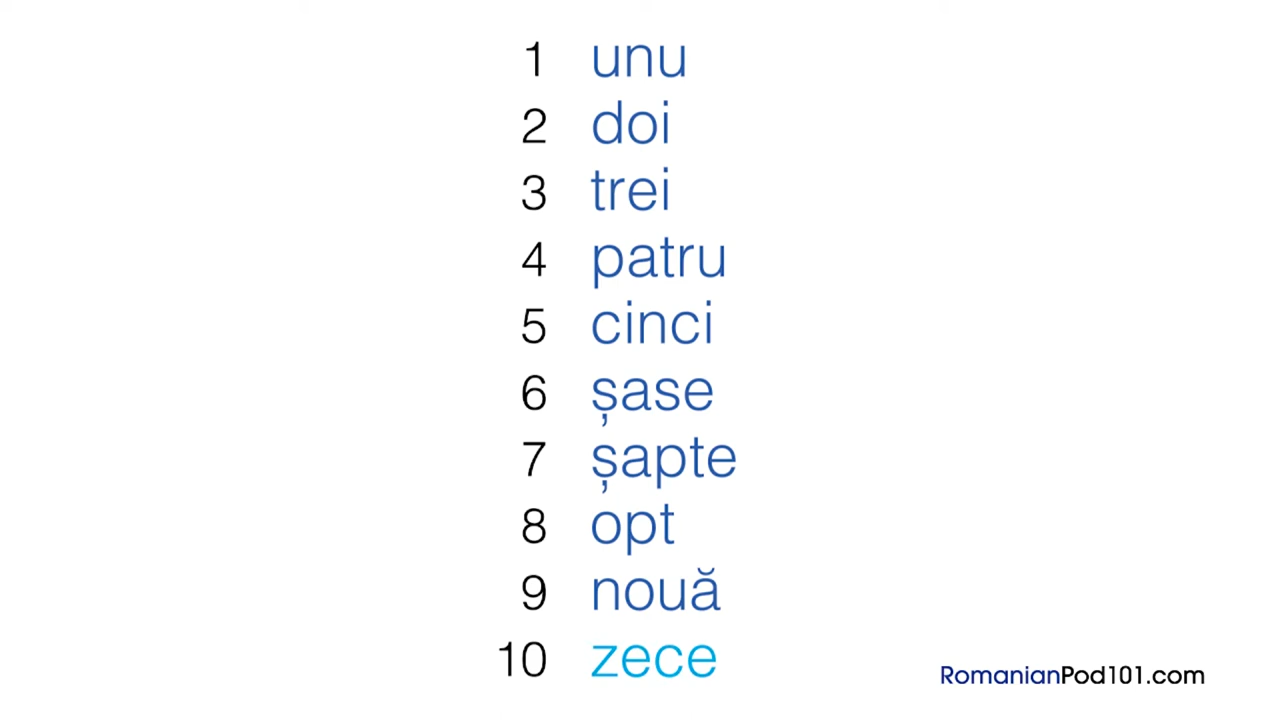 1 unu
2 doi
3 trei
4 patru
5 cinci
6 șase
7 șapte
8 opt
9 nouă
10 zece
RomanianPod101.com